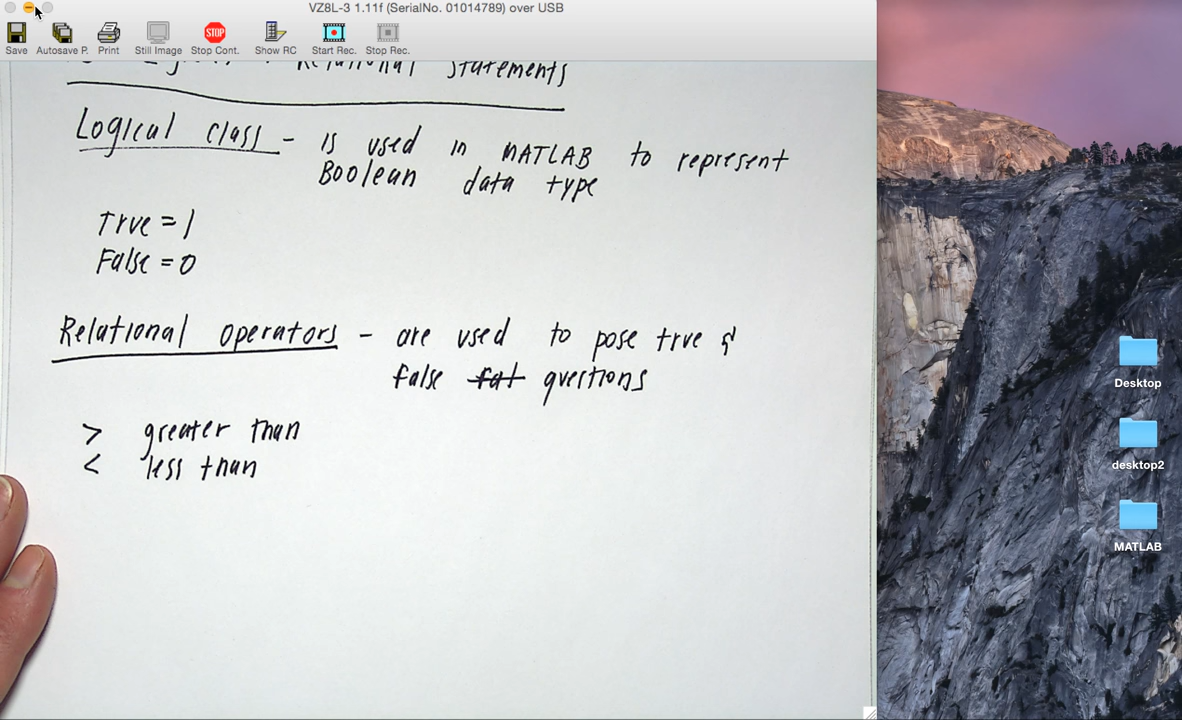 VZ8L-3 1.11f (SerialNo. 01014789) over USB
Save Autosave P. Print Still Image Stop Cont. Show RC Start Rec. Stop Rec.
STOP
Relational Statements
Logical class - is used in MATLAB to represent
Boolean data type
True = 1
False = 0
Relational operators - are used to pose true &
false questions
> greater than
< less than
Desktop
desktop2
MATLAB